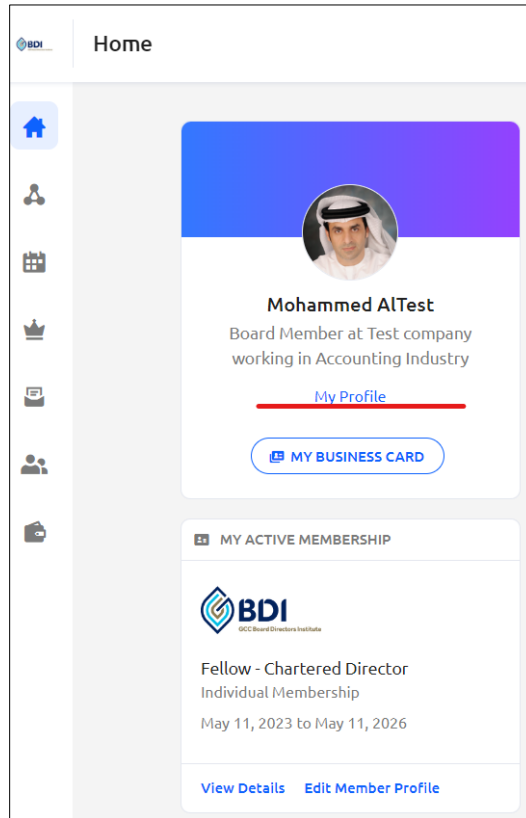 BDI
Home
Mohammed AlTest
Board Member at Test company
working in Accounting Industry
My Profile
MY BUSINESS CARD
MY ACTIVE MEMBERSHIP
BDI
GCC Board Directors Institute
Fellow - Chartered Director
Individual Membership
May 11, 2023 to May 11, 2026
View Details Edit Member Profile